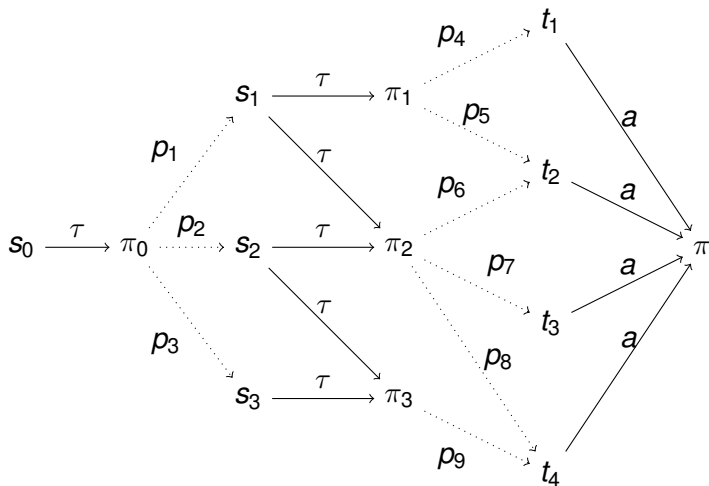 t₁
p₄
s₁ τ π₁
p₅
a
p₁ τ
t₂
p₆ a
s₀ τ π₀ p₂ s₂ τ π₂ π
p₇ a
τ t₃
p₃ a
p₈
s₃ τ π₃
p₉
t₄